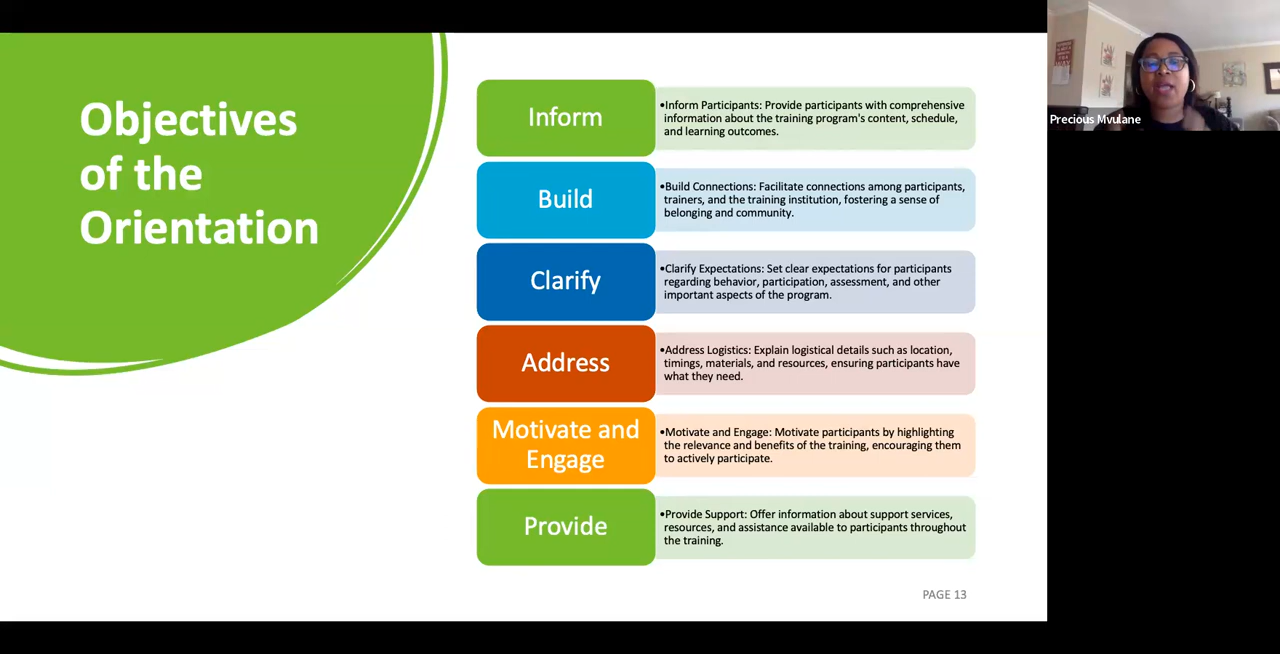 Objectives
of the
Orientation
Inform
•Inform Participants: Provide participants with comprehensive
information about the training program's content, schedule,
and learning outcomes.
Build
•Build Connections: Facilitate connections among participants,
trainers, and the training institution, fostering a sense of
belonging and community.
Clarify
•Clarify Expectations: Set clear expectations for participants
regarding behavior, participation, assessment, and other
important aspects of the program.
Address
•Address Logistics: Explain logistical details such as location,
timings, materials, and resources, ensuring participants have
what they need.
Motivate and
Engage
•Motivate and Engage: Motivate participants by highlighting
the relevance and benefits of the training, encouraging them
to actively participate.
Provide
•Provide Support: Offer information about support services,
resources, and assistance available to participants throughout
the training.
PAGE 13
Precious Mvulane